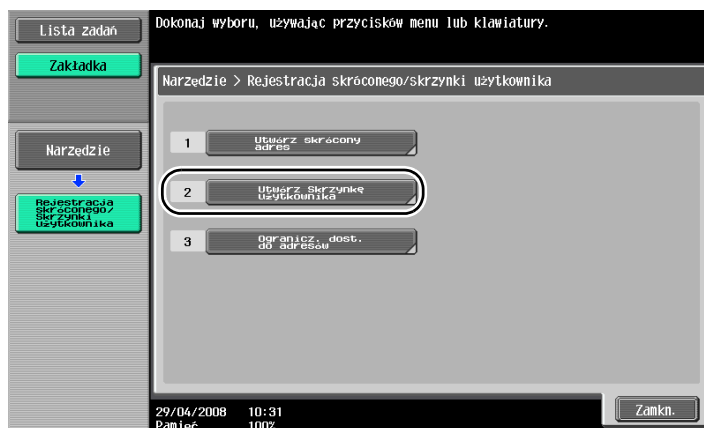 Lista zadań
Zakładka
Narzędzie
Rejestracja
skróconego/
Skrzynki
użytkownika
Dokonaj wyboru, używając przycisków menu lub klawiatury.
Narzędzie > Rejestracja skróconego/skrzynki użytkownika
1 Utwórz skrócony
adres
2 Utwórz Skrzynkę
użytkownika
3 Ogranicz. dost.
do adresów
29/04/2008 10:31
Pamięć 100%
Zamkn.